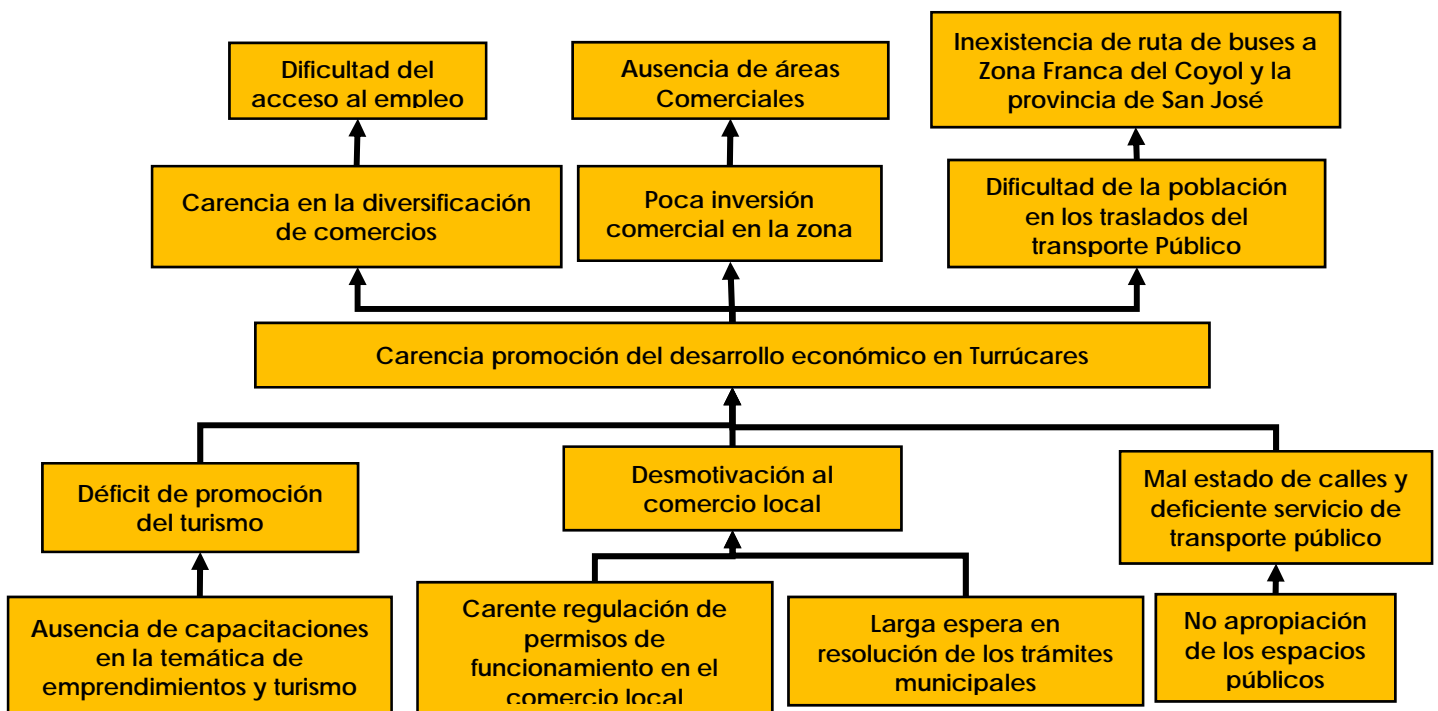 Dificultad del
acceso al empleo
Ausencia de áreas
Comerciales
Inexistencia de ruta de buses a
Zona Franca del Coyol y la
provincia de San José
Carencia en la diversificación
de comercios
Poca inversión
comercial en la zona
Dificultad de la población
en los traslados del
transporte Público
Carencia promoción del desarrollo económico en Turrúcares
Déficit de promoción
del turismo
Desmotivación al
comercio local
Mal estado de calles y
deficiente servicio de
transporte público
Ausencia de capacitaciones
en la temática de
emprendimientos y turismo
Carente regulación de
permisos de
funcionamiento en el
comercio local
Larga espera en
resolución de los trámites
municipales
No apropiación
de los espacios
públicos